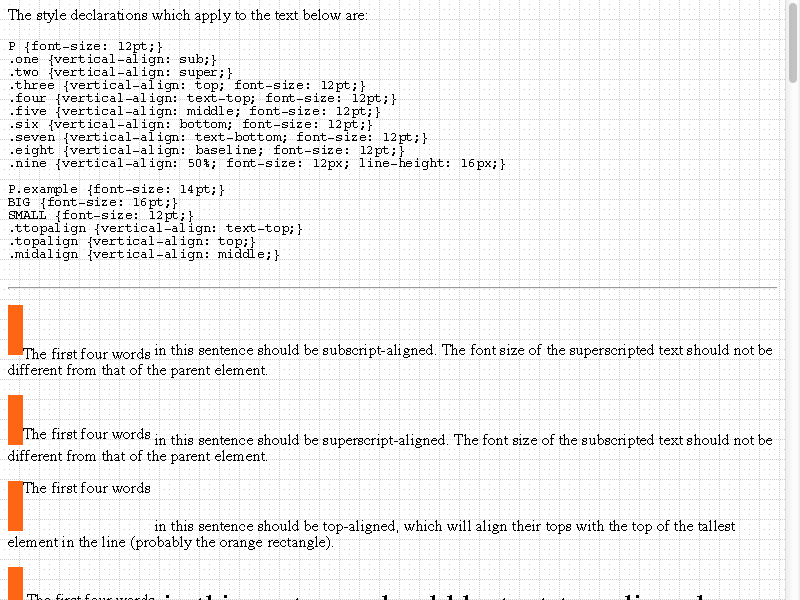 The style declarations which apply to the text below are:
P {font-size: 12pt;}
.one {vertical-align: sub;}
.two {vertical-align: super;}
.three {vertical-align: top; font-size: 12pt;}
.four {vertical-align: text-top; font-size: 12pt;}
.five {vertical-align: middle; font-size: 12pt;}
.six {vertical-align: bottom; font-size: 12pt;}
.seven {vertical-align: text-bottom; font-size: 12pt;}
.eight {vertical-align: baseline; font-size: 12pt;}
.nine {vertical-align: 50%; font-size: 12px; line-height: 16px;}
P.example {font-size: 14pt;}
BIG {font-size: 16pt;}
SMALL {font-size: 12pt;}
.ttopalign {vertical-align: text-top;}
.topalign {vertical-align: top;}
.midalign {vertical-align: middle;}
The first four words in this sentence should be subscript-aligned. The font size of the superscripted text should not be
different from that of the parent element.
The first four words in this sentence should be superscript-aligned. The font size of the subscripted text should not be
different from that of the parent element.
The first four words
in this sentence should be top-aligned, which will align their tops with the top of the tallest
element in the line (probably the orange rectangle).
The first four words